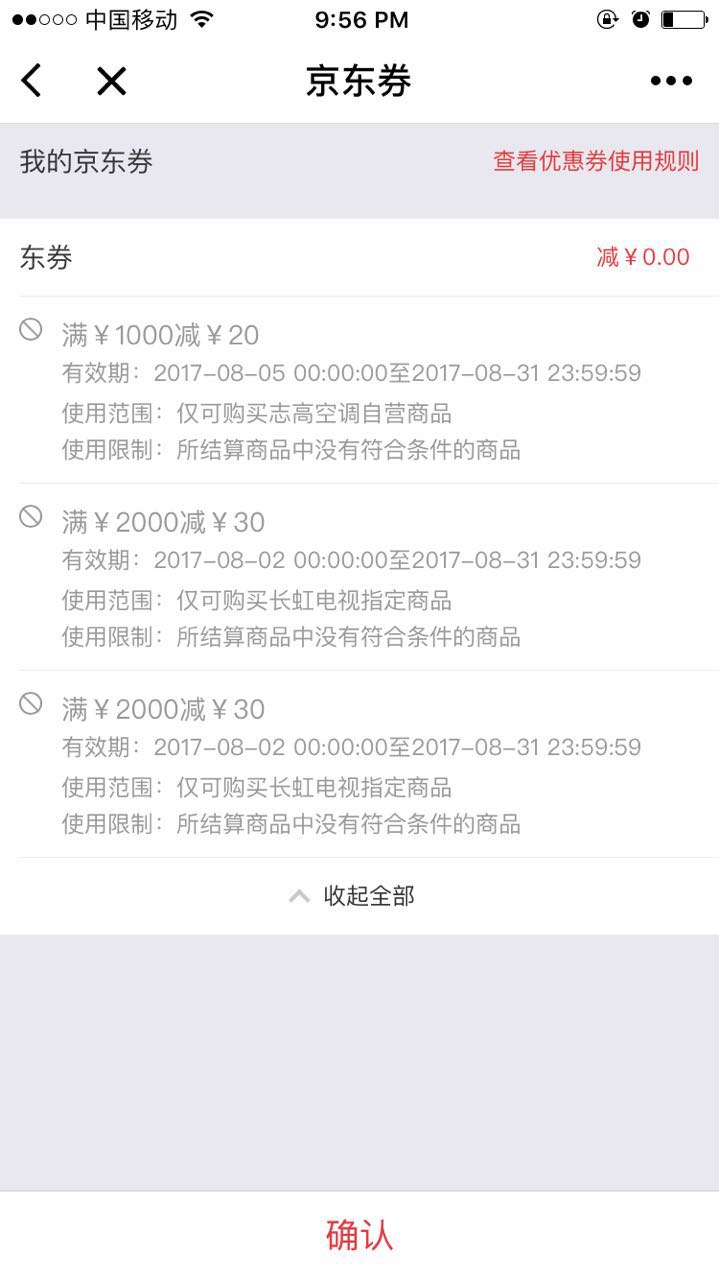 中国移动 9:56 PM
京东券
我的京东券 查看优惠券使用规则
东券 减￥0.00
满￥1000减￥20
有效期：2017-08-05 00:00:00至2017-08-31 23:59:59
使用范围：仅可购买志高空调自营商品
使用限制：所结算商品中没有符合条件的商品
满￥2000减￥30
有效期：2017-08-02 00:00:00至2017-08-31 23:59:59
使用范围：仅可购买长虹电视指定商品
使用限制：所结算商品中没有符合条件的商品
满￥2000减￥30
有效期：2017-08-02 00:00:00至2017-08-31 23:59:59
使用范围：仅可购买长虹电视指定商品
使用限制：所结算商品中没有符合条件的商品
收起全部
确认